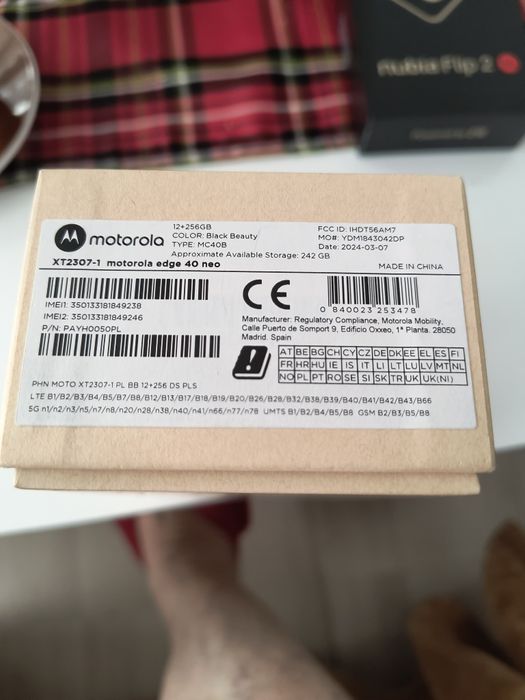 nubia Flip 2
12+256GB
COLOR: Black Beauty
TYPE: MC40B
FCC ID: IHDT56AM7
MO#: YDM1843042DP
Date: 2024-03-07
motorola
Approximate Available Storage: 242 GB
XT2307-1 motorola edge 40 neo
MADE IN CHINA
IMEI1: 350133181849238
IMEI2: 350133181849246
P/N: PAYH0050PL
CE
0 840023 253478
Manufacturer: Regulatory Compliance, Motorola Mobility,
Calle Puerto de Somport 9, Edificio Oxxeo, 1ª Planta. 28050
Madrid. Spain
AT BE BG CH CY CZ DE DK EE EL ES FI
FR HR HU IE IS IT LI LT LU LV MT NL
NO PL PT RO SE SI SK TR UK UK(NI)
PHN MOTO XT2307-1 PL BB 12+256 DS PLS
LTE B1/B2/B3/B4/B5/B7/B8/B12/B13/B17/B18/B19/B20/B26/B28/B32/B38/B39/B40/B41/B42/B43/B66
5G n1/n2/n3/n5/n7/n8/n20/n28/n38/n40/n41/n66/n77/n78 UMTS B1/B2/B4/B5/B8 GSM B2/B3/B5/B8